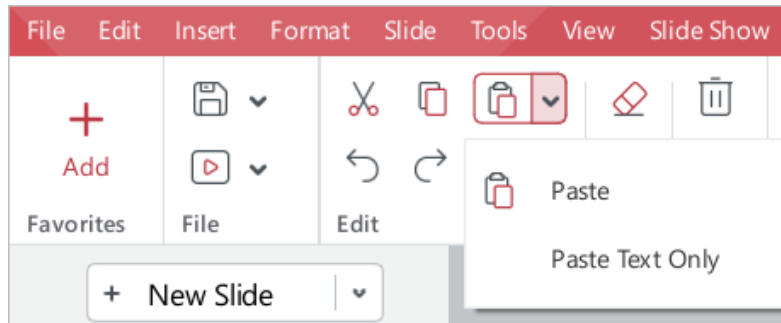 File Edit Insert Format Slide Tools View Slide Show
Add
Paste
Favorites File Edit
Paste Text Only
+ New Slide